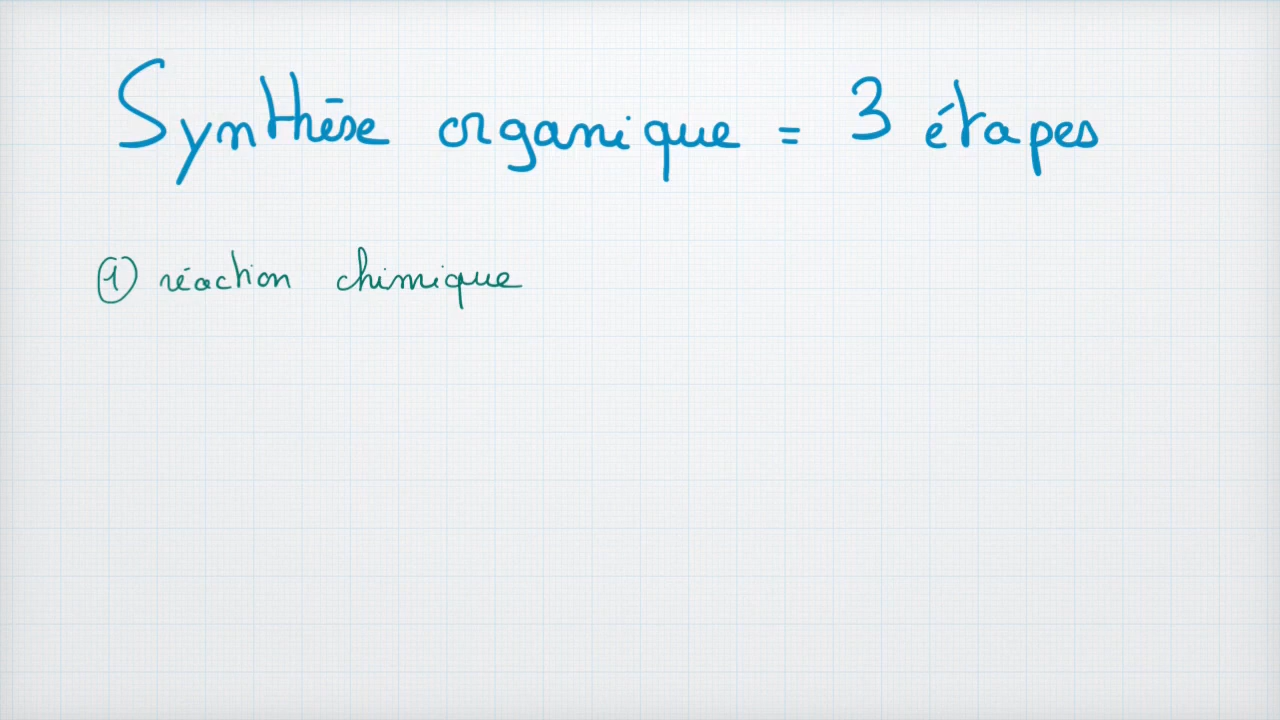 Synthèse organique = 3 étapes
① réaction chimique